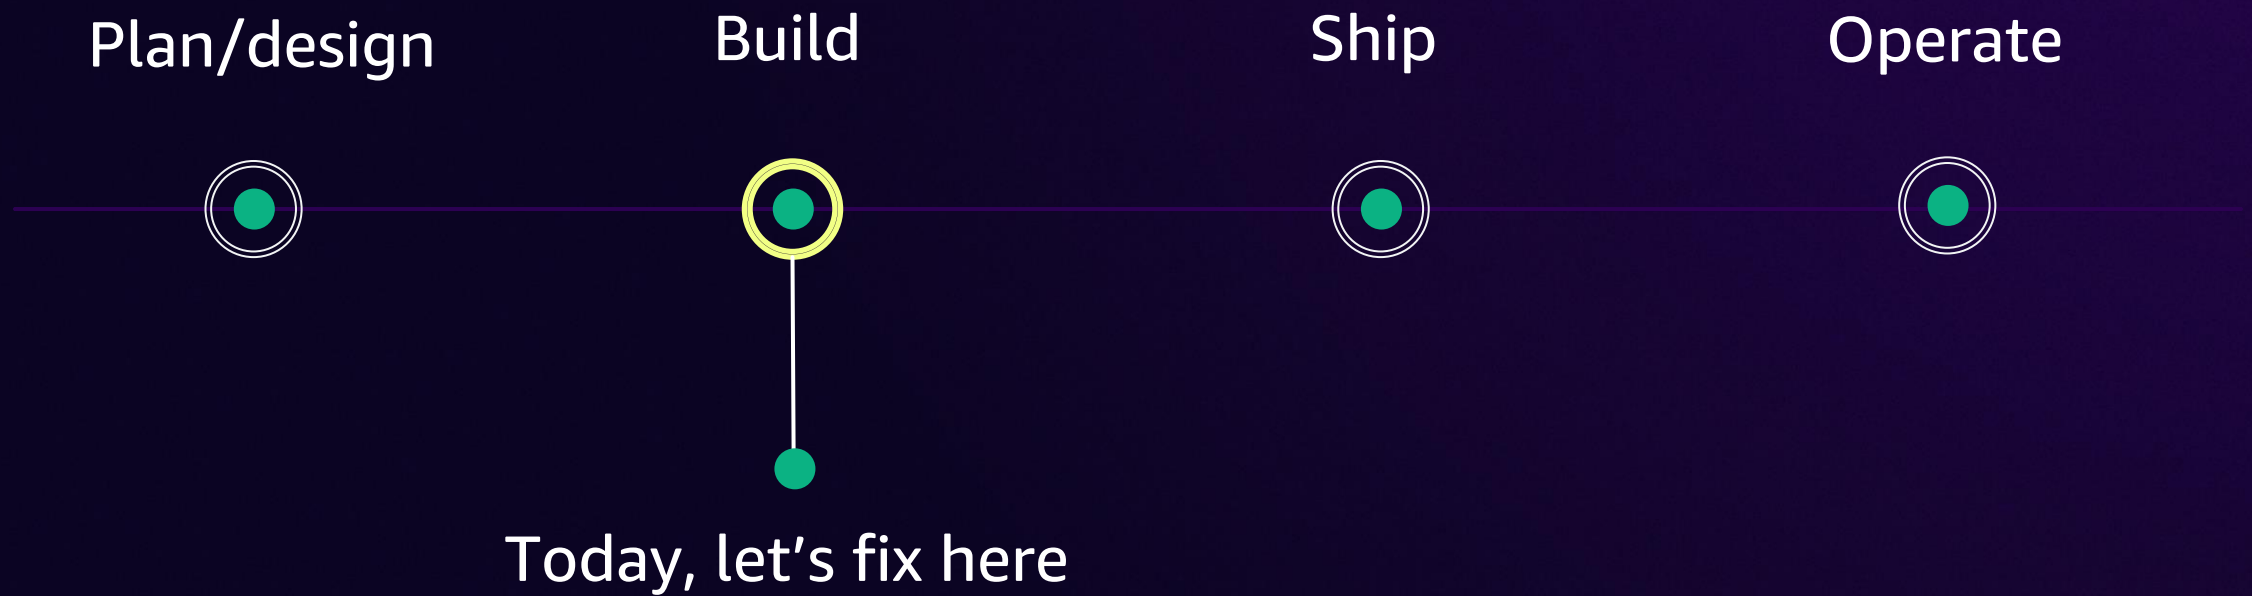 Plan/design
Build
Ship
Operate
Today, let’s fix here